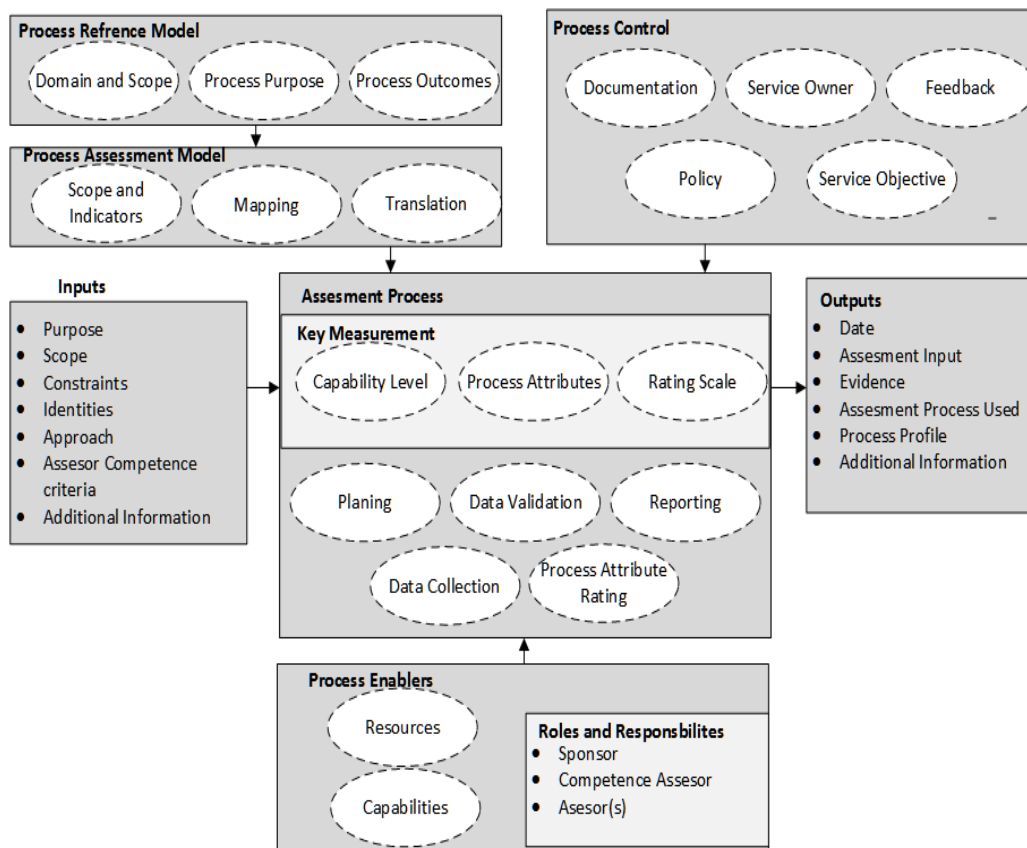 Process Refrence Model
Domain and Scope
Process Purpose
Process Outcomes
Process Control
Documentation
Service Owner
Feedback
Policy
Service Objective
Process Assessment Model
Scope and
Indicators
Mapping
Translation
Inputs
• Purpose
• Scope
• Constraints
• Identities
• Approach
• Assesor Competence
criteria
• Additional Information
Assesment Process
Key Measurement
Capability Level
Process Attributes
Rating Scale
Planing
Data Validation
Reporting
Data Collection
Process Attribute
Rating
Outputs
• Date
• Assesment Input
• Evidence
• Assesment Process Used
• Process Profile
• Additional Information
Process Enablers
Resources
Capabilities
Roles and Responsbilites
• Sponsor
• Competence Assesor
• Asesor(s)